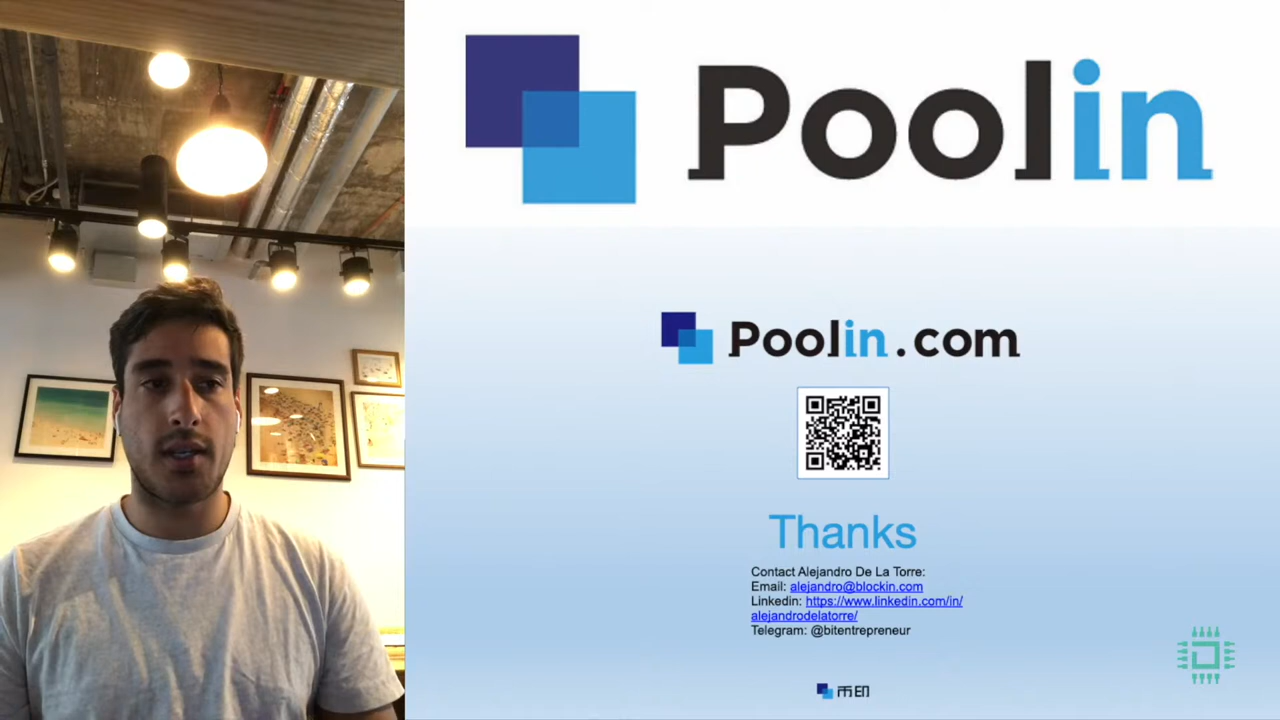 Poolin
Poolin.com
Thanks
Contact Alejandro De La Torre:
Email: alejandro@blockin.com
Linkedin: https://www.linkedin.com/in/
alejandrodelatorre/
Telegram: @bitentrepreneur
币印